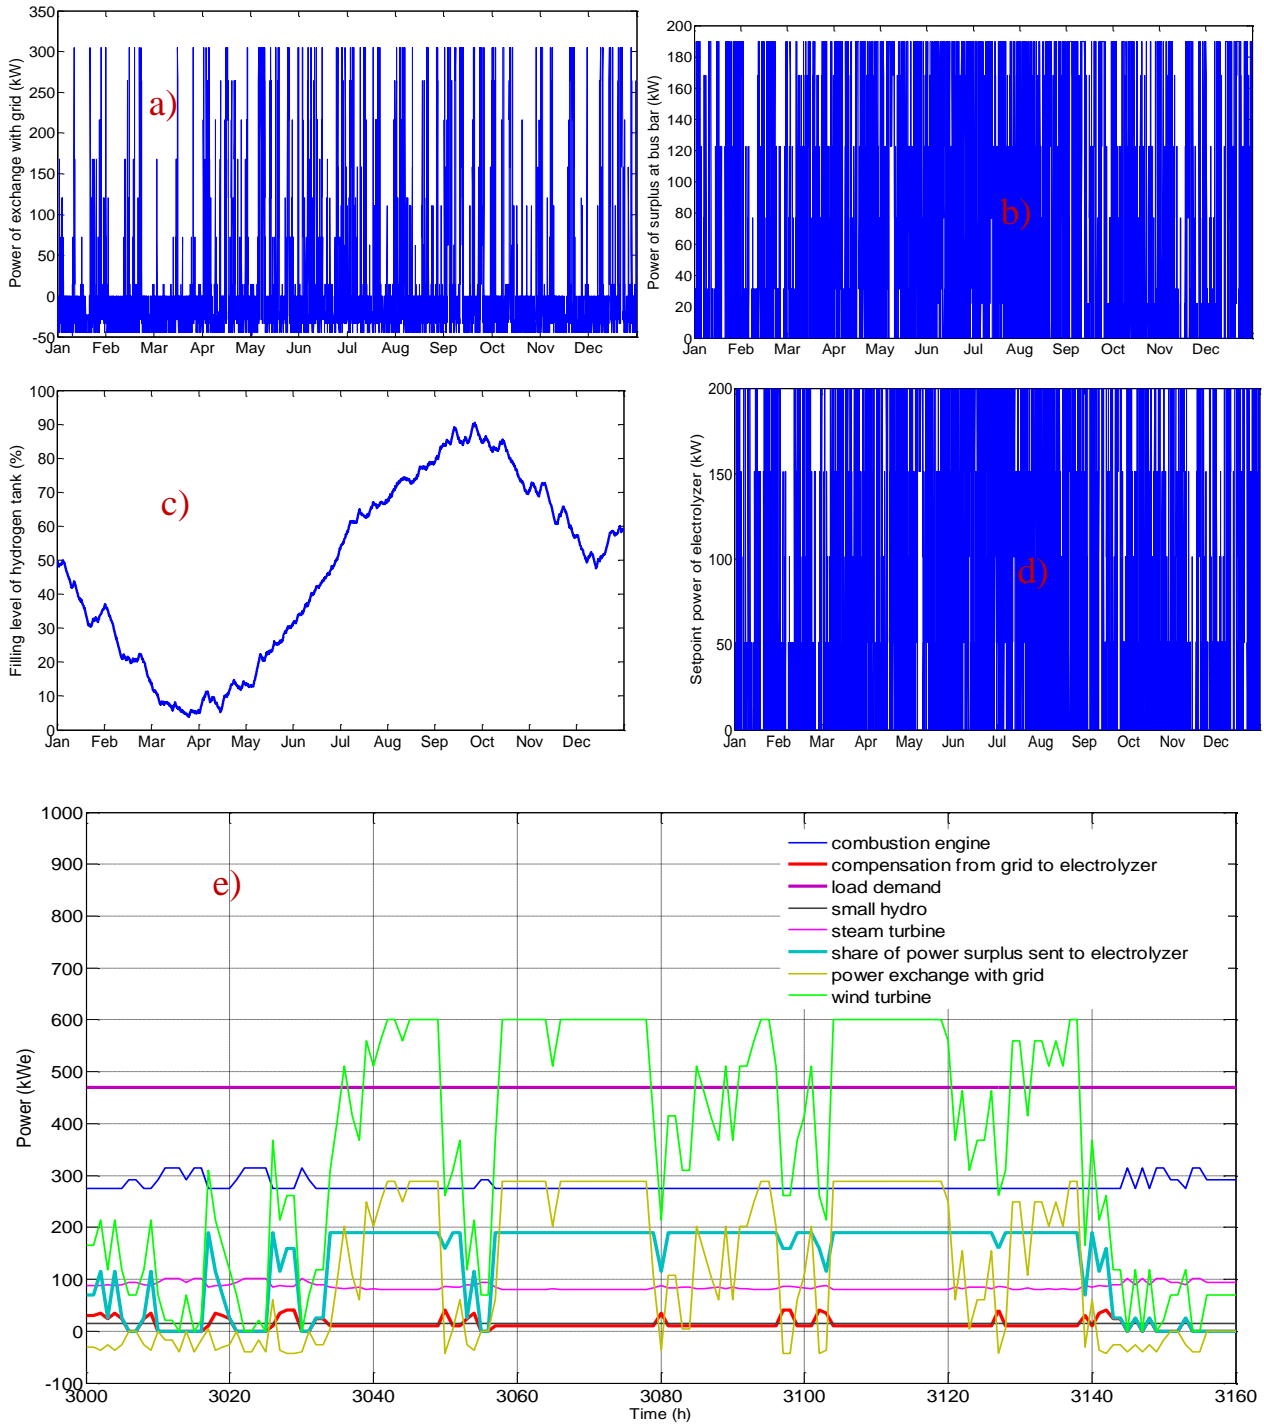 350
300
250
200
150
100
50
0
-50
Power of exchange with grid (kW)
a)
Jan Feb Mar Apr May Jun Jul Aug Sep Oct Nov Dec
200
180
160
140
120
100
80
60
40
20
0
Power of surplus at bus bar (kW)
b)
Jan Feb Mar Apr May Jun Jul Aug Sep Oct Nov Dec
100
90
80
70
60
50
40
30
20
10
0
Filling level of hydrogen tank (%)
c)
Jan Feb Mar Apr May Jun Jul Aug Sep Oct Nov Dec
200
150
100
50
0
Setpoint power of electrolyzer (kW)
d)
Jan Feb Mar Apr May Jun Jul Aug Sep Oct Nov Dec
1000
900
800
700
600
500
400
300
200
100
0
-100
Power (kWe)
e)
combustion engine
compensation from grid to electrolyzer
load demand
small hydro
steam turbine
share of power surplus sent to electrolyzer
power exchange with grid
wind turbine
3000 3020 3040 3060 3080 3100 3120 3140 3160
Time (h)